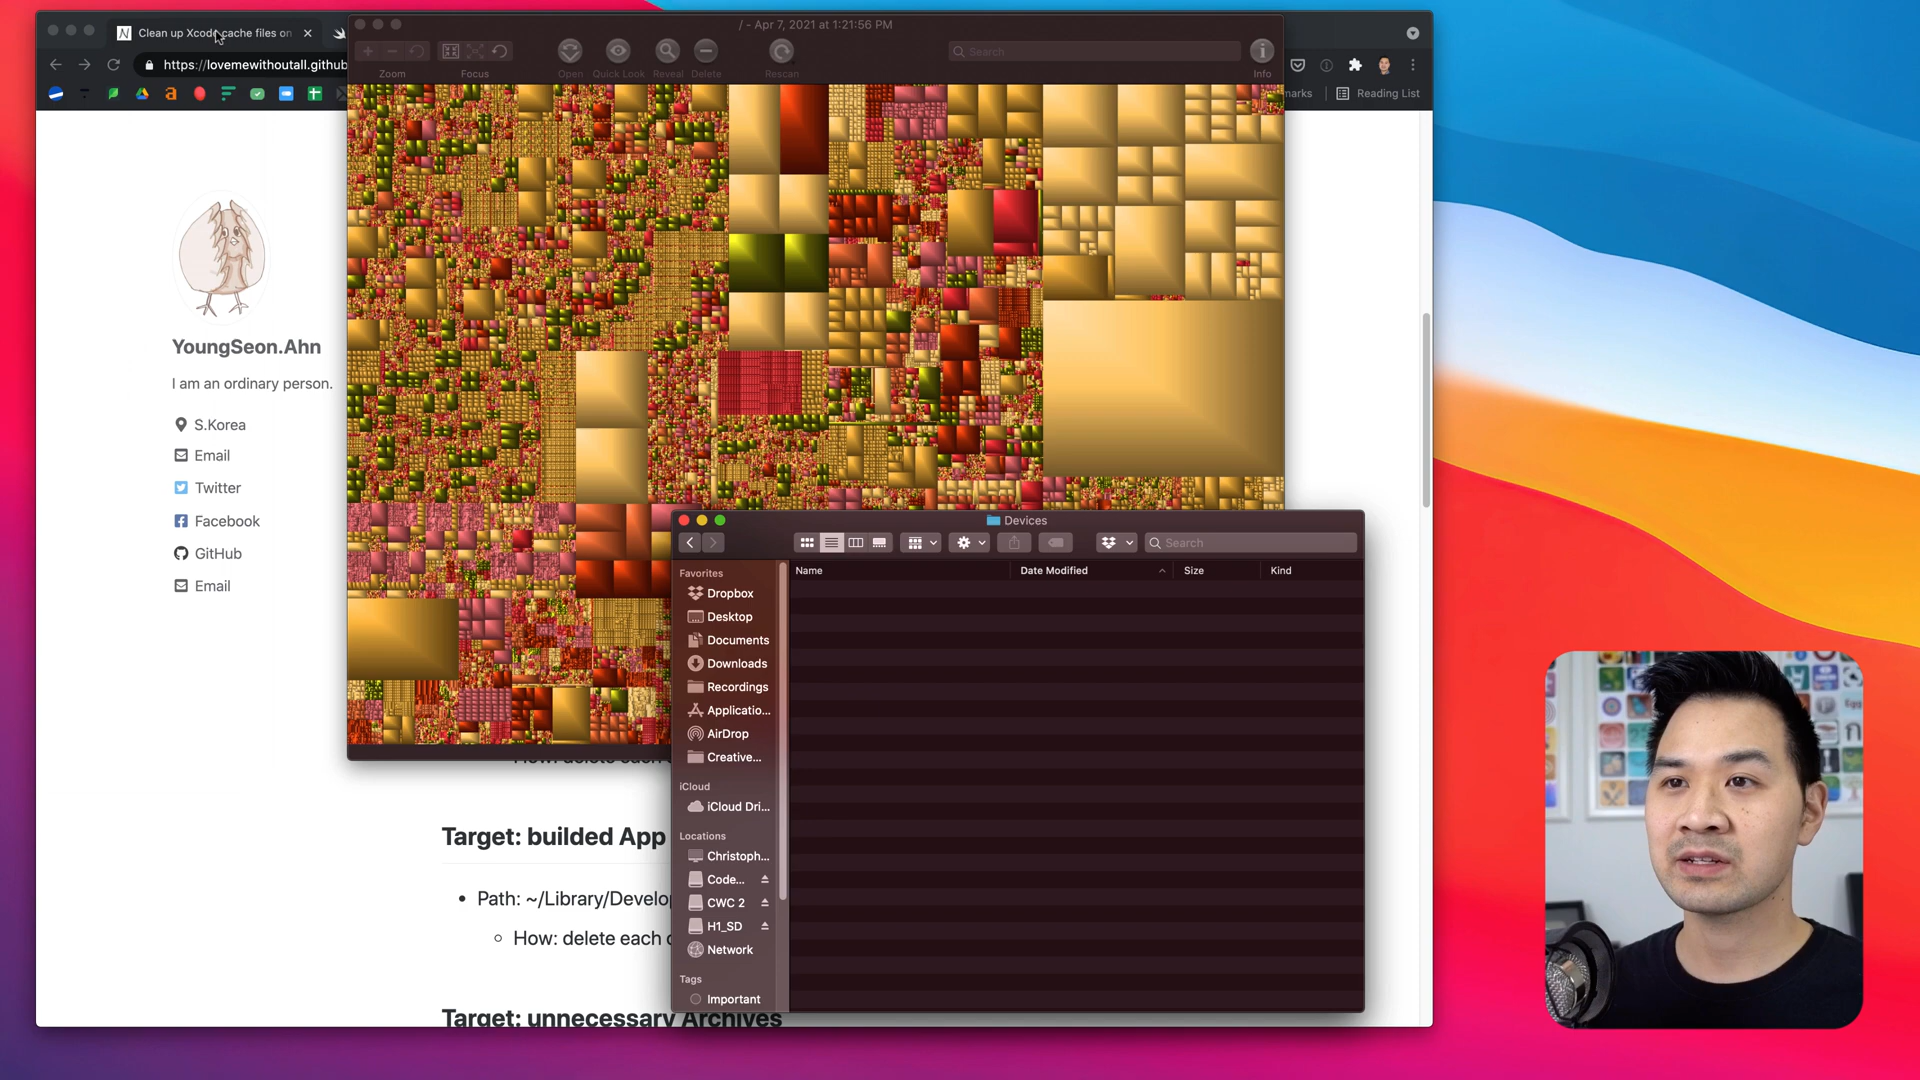 Clean up Xcode cache files on
/ - Apr 7, 2021 at 1:21:56 PM
https://lovemewithoutall.github
Search
Zoom
Focus
Open
Quick Look
Reveal
Delete
Rescan
Info
Reading List
YoungSeon.Ahn
I am an ordinary person.
S.Korea
Email
Twitter
Facebook
GitHub
Email
Devices
Search
Name
Date Modified
Size
Kind
Favorites
Dropbox
Desktop
Documents
Downloads
Recordings
Applicatio...
AirDrop
Creative...
iCloud
iCloud Dri...
Locations
Christoph...
Code...
CWC 2
H1_SD
Network
Tags
Important
Target: builded App
Path: ~/Library/Develo
How: delete each
Target: unnecessary Archives